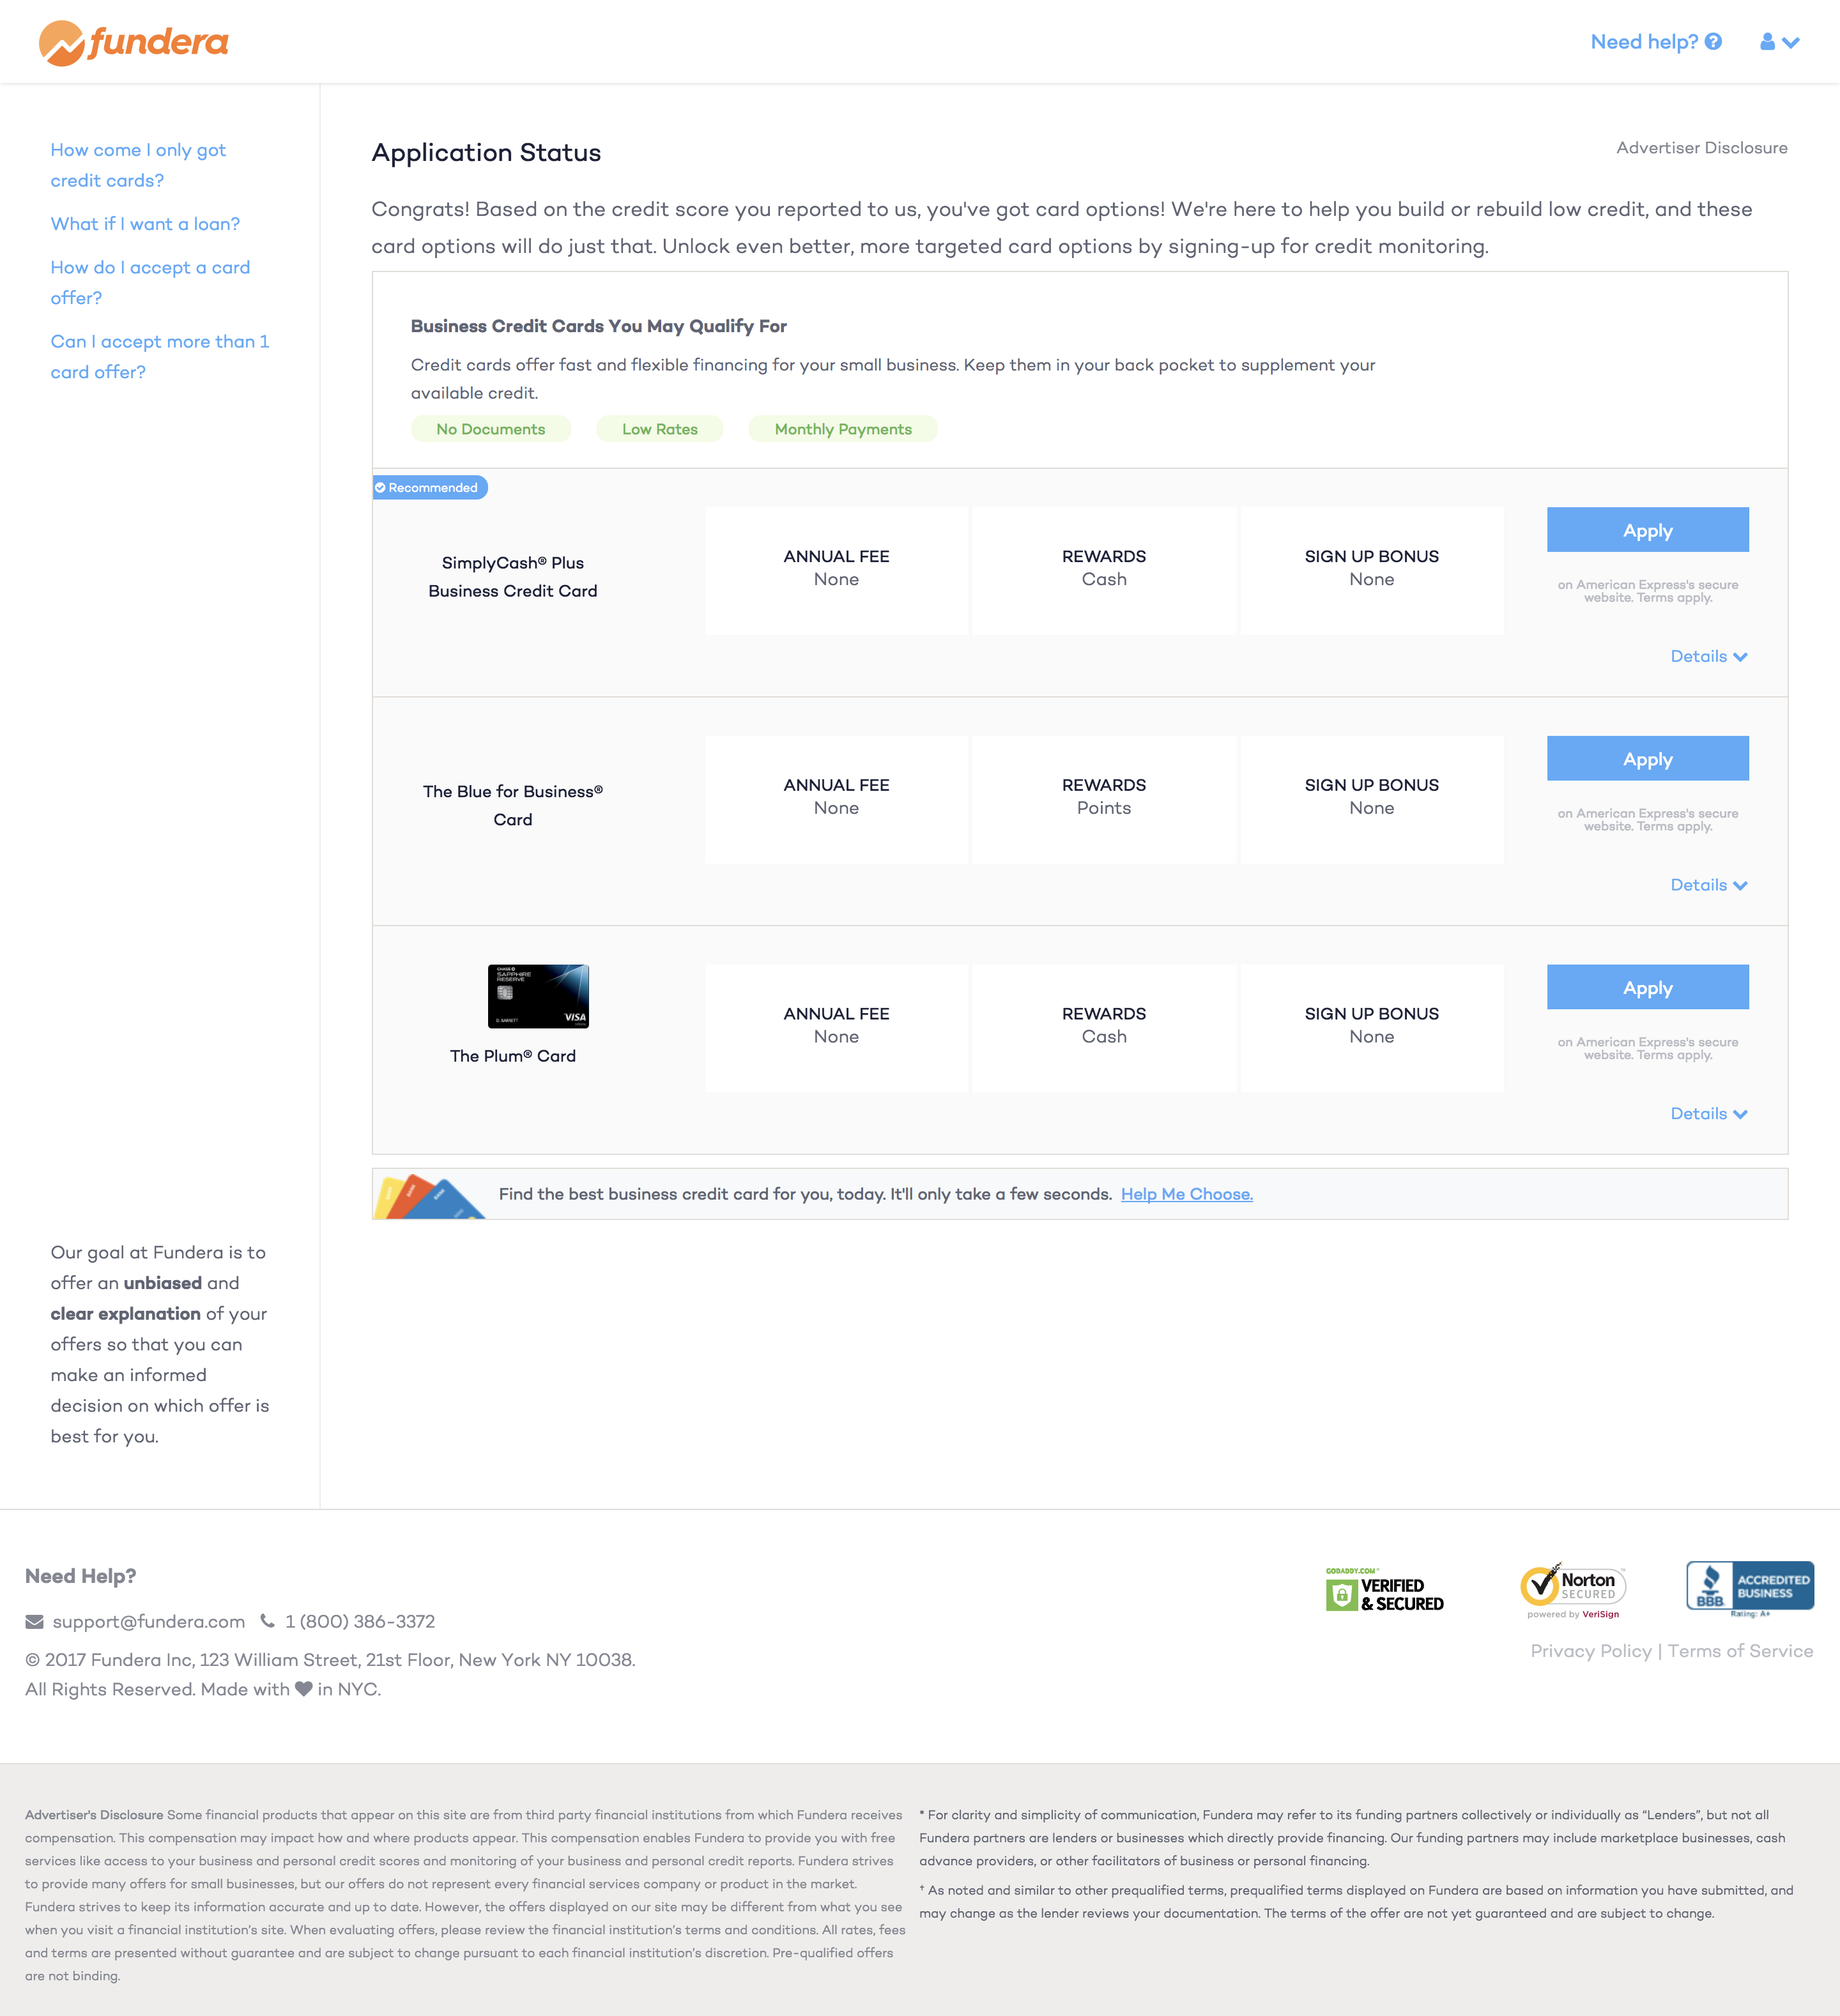 fundera
Need help?
How come I only got
credit cards?
What if I want a loan?
How do I accept a card
offer?
Can I accept more than 1
card offer?
Application Status
Advertiser Disclosure
Congrats! Based on the credit score you reported to us, you've got card options! We're here to help you build or rebuild low credit, and these
card options will do just that. Unlock even better, more targeted card options by signing-up for credit monitoring.
Business Credit Cards You May Qualify For
Credit cards offer fast and flexible financing for your small business. Keep them in your back pocket to supplement your
available credit.
No Documents Low Rates Monthly Payments
Recommended
SimplyCash® Plus
Business Credit Card
ANNUAL FEE
None
REWARDS
Cash
SIGN UP BONUS
None
Apply
on American Express's secure
website. Terms apply.
Details
The Blue for Business®
Card
ANNUAL FEE
None
REWARDS
Points
SIGN UP BONUS
None
Apply
on American Express's secure
website. Terms apply.
Details
CHASE
SAPPHIRE
RESERVE
D. BARRETT
VISA
The Plum® Card
ANNUAL FEE
None
REWARDS
Cash
SIGN UP BONUS
None
Apply
on American Express's secure
website. Terms apply.
Details
Find the best business credit card for you, today. It'll only take a few seconds. Help Me Choose.
Our goal at Fundera is to
offer an unbiased and
clear explanation of your
offers so that you can
make an informed
decision on which offer is
best for you.
Need Help?
support@fundera.com 1 (800) 386-3372
© 2017 Fundera Inc, 123 William Street, 21st Floor, New York NY 10038.
All Rights Reserved. Made with ♥ in NYC.
GODADDY.COM
VERIFIED
& SECURED
Norton
SECURED
powered by VeriSign
BBB
ACCREDITED
BUSINESS
Rating: A+
Privacy Policy | Terms of Service
Advertiser's Disclosure Some financial products that appear on this site are from third party financial institutions from which Fundera receives
compensation. This compensation may impact how and where products appear. This compensation enables Fundera to provide you with free
services like access to your business and personal credit scores and monitoring of your business and personal credit reports. Fundera strives
to provide many offers for small businesses, but our offers do not represent every financial services company or product in the market.
Fundera strives to keep its information accurate and up to date. However, the offers displayed on our site may be different from what you see
when you visit a financial institution's site. When evaluating offers, please review the financial institution's terms and conditions. All rates, fees
and terms are presented without guarantee and are subject to change pursuant to each financial institution's discretion. Pre-qualified offers
are not binding.
* For clarity and simplicity of communication, Fundera may refer to its funding partners collectively or individually as “Lenders”, but not all
Fundera partners are lenders or businesses which directly provide financing. Our funding partners may include marketplace businesses, cash
advance providers, or other facilitators of business or personal financing.
† As noted and similar to other prequalified terms, prequalified terms displayed on Fundera are based on information you have submitted, and
may change as the lender reviews your documentation. The terms of the offer are not yet guaranteed and are subject to change.